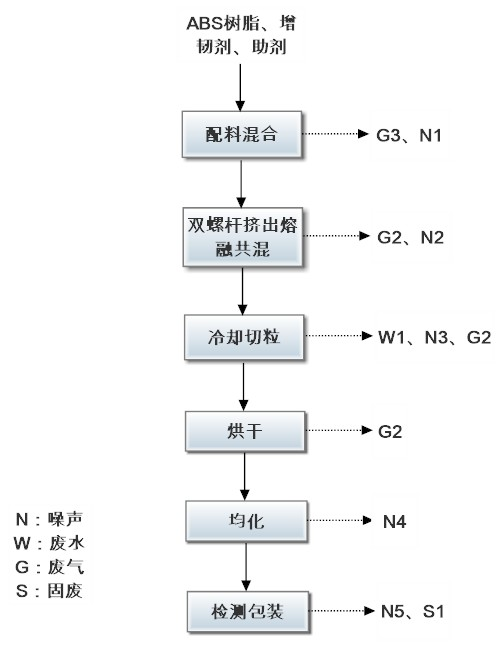 ABS树脂、增
韧剂、助剂
配料混合
G3、N1
双螺杆挤出熔
融共混
G2、N2
冷却切粒
W1、N3、G2
烘干
G2
均化
N4
N：噪声
W：废水
G：废气
S：固废
检测包装
N5、S1